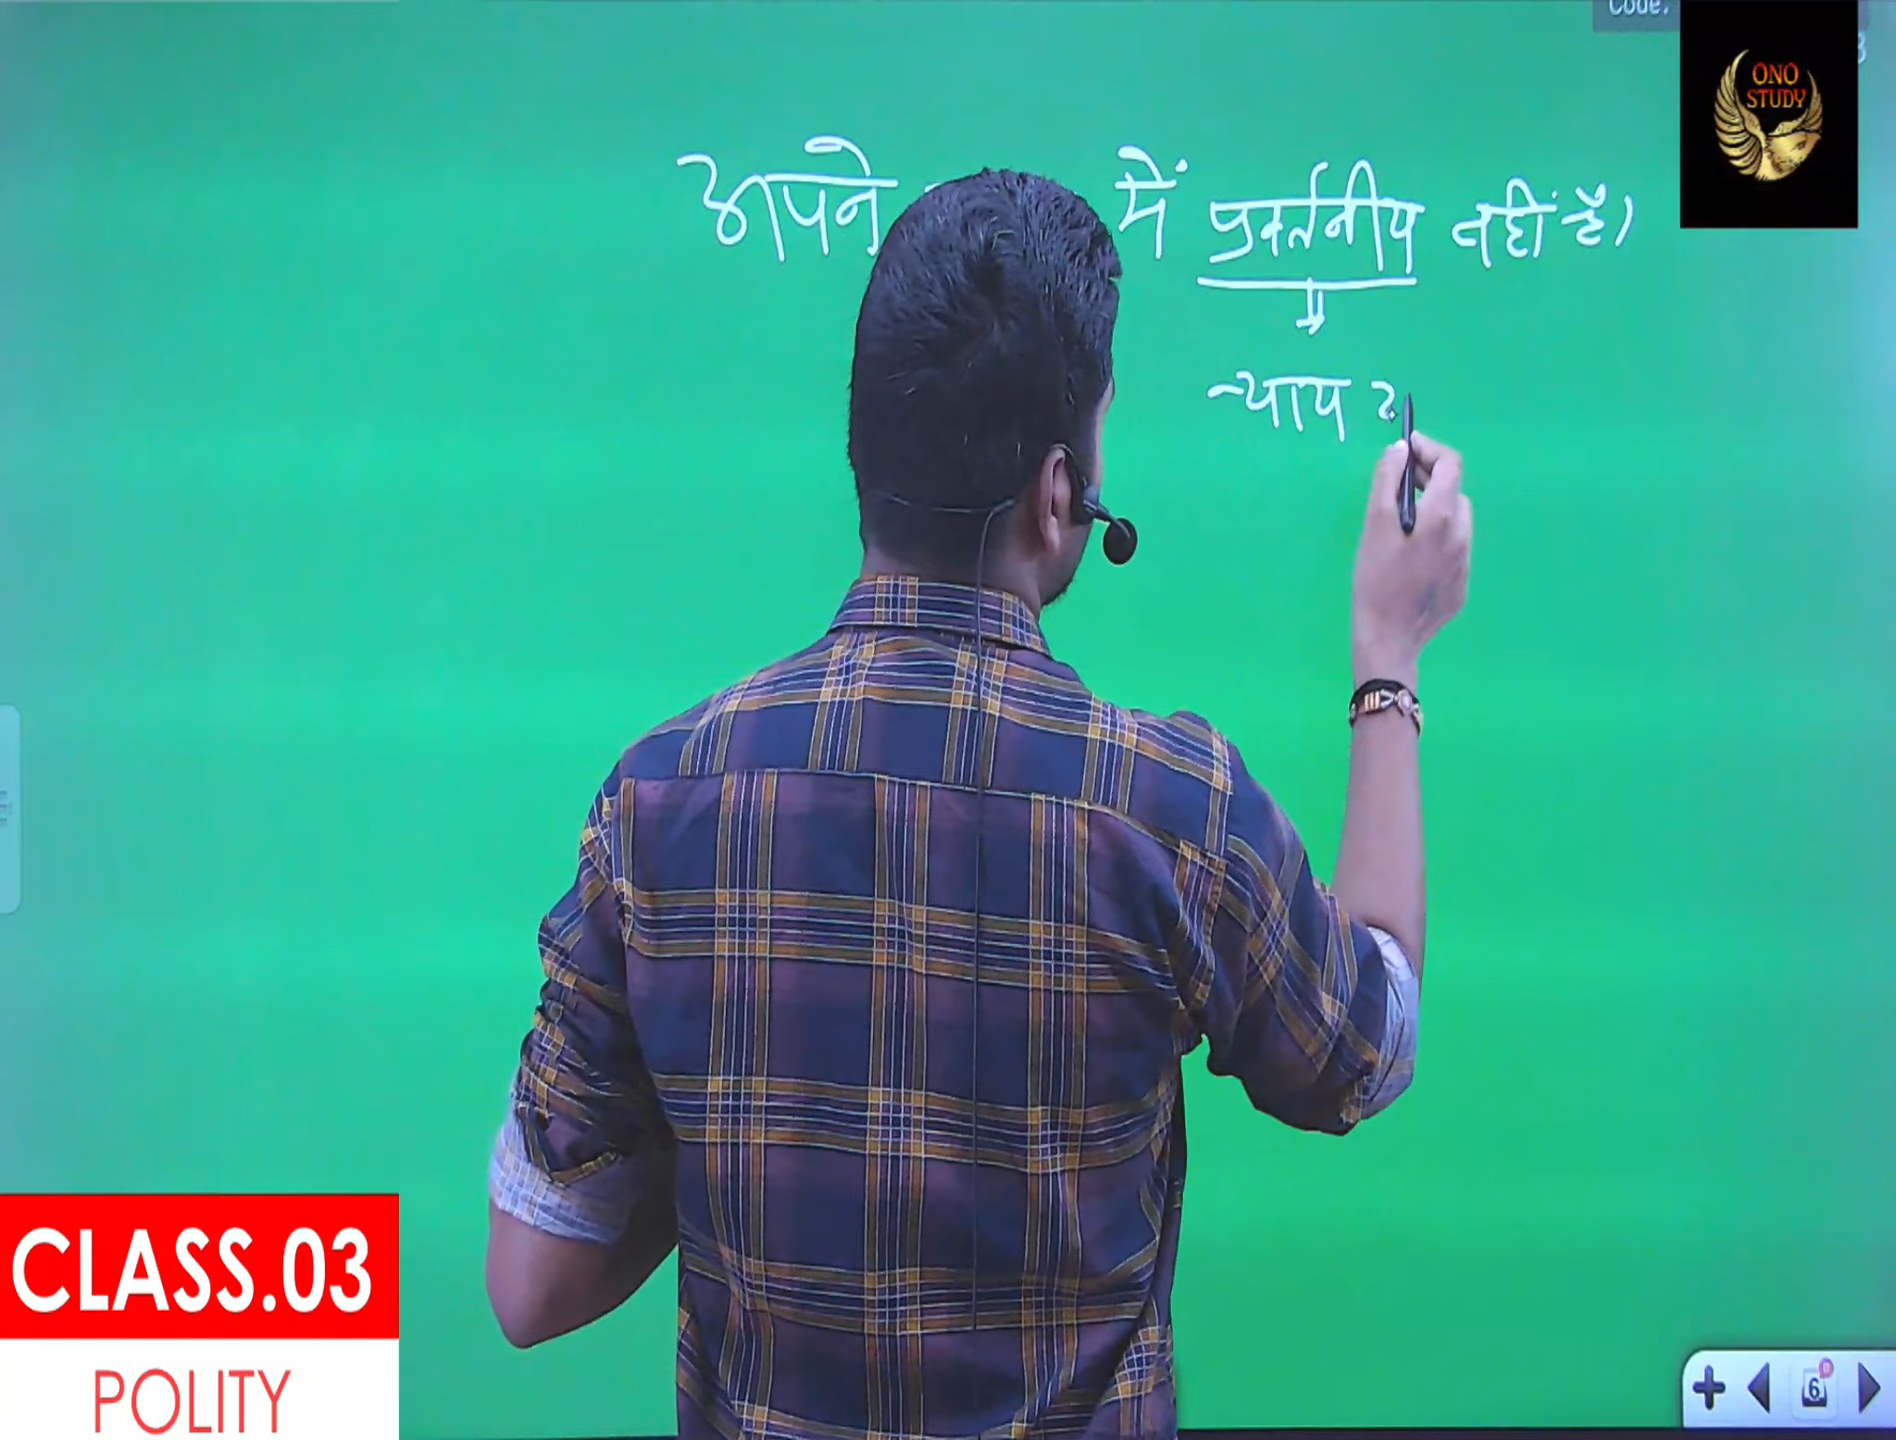 Code.
ONO
STUDY
अपने में प्रवर्तनीय नहीं है।
न्याय
CLASS.03
POLITY
6